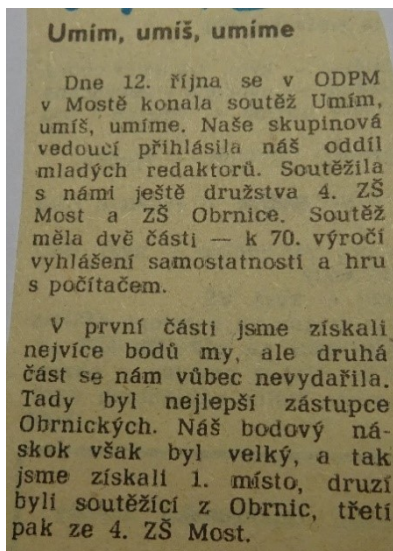 Umím, umíš, umíme
Dne 12. října se v ODPM
v Mostě konala soutěž Umím,
umíš, umíme. Naše skupinová
vedoucí přihlásila náš oddíl
mladých redaktorů. Soutěžila
s námi ještě družstva 4. ZŠ
Most a ZŠ Obrnice. Soutěž
měla dvě části — k 70. výročí
vyhlášení samostatnosti a hru
s počítačem.
V první části jsme získali
nejvíce bodů my, ale druhá
část se nám vůbec nevydařila.
Tady byl nejlepší zástupce
Obrnických. Náš bodový ná-
skok však byl velký, a tak
jsme získali 1. místo, druzí
byli soutěžící z Obrnic, třetí
pak ze 4. ZŠ Most.